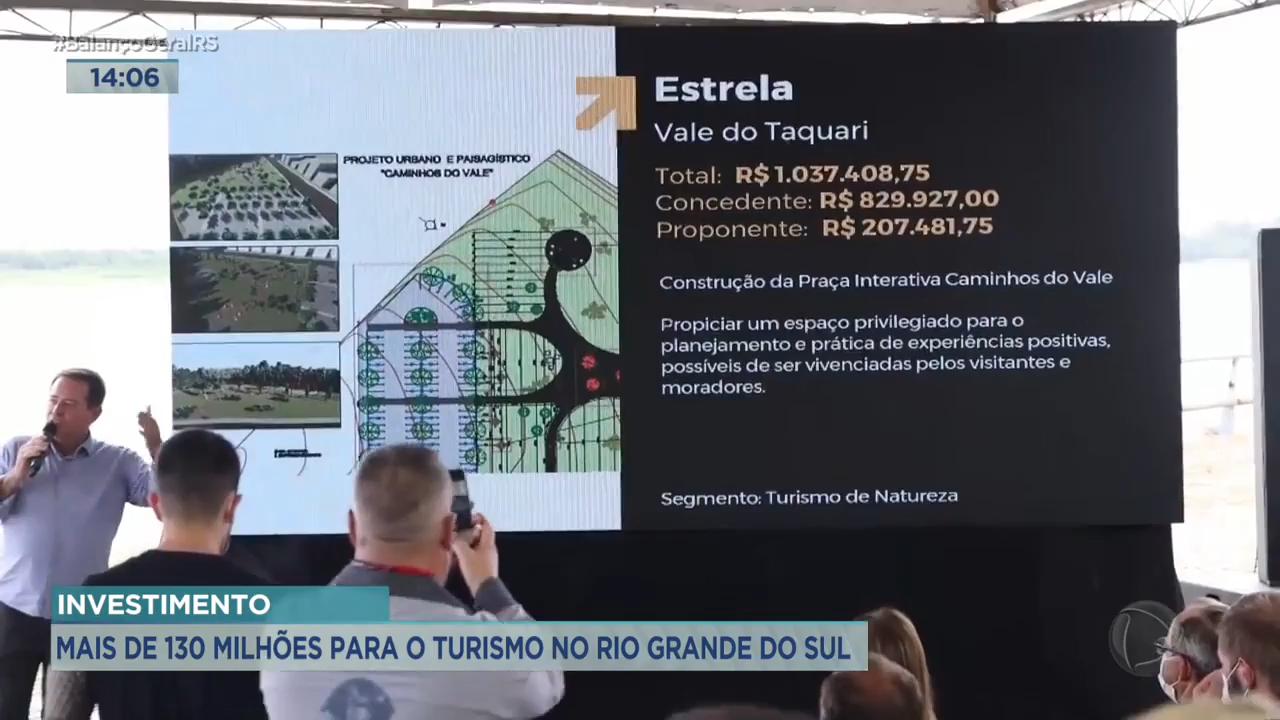 #BalançoGeralRS
14:06
PROJETO URBANO E PAISAGÍSTICO
"CAMINHOS DO VALE"
Estrela
Vale do Taquari
Total: R$ 1.037.408,75
Concedente: R$ 829.927,00
Proponente: R$ 207.481,75
Construção da Praça Interativa Caminhos do Vale
Propiciar um espaço privilegiado para o
planejamento e prática de experiências positivas,
possíveis de ser vivenciadas pelos visitantes e
moradores.
Segmento: Turismo de Natureza
INVESTIMENTO
MAIS DE 130 MILHÕES PARA O TURISMO NO RIO GRANDE DO SUL